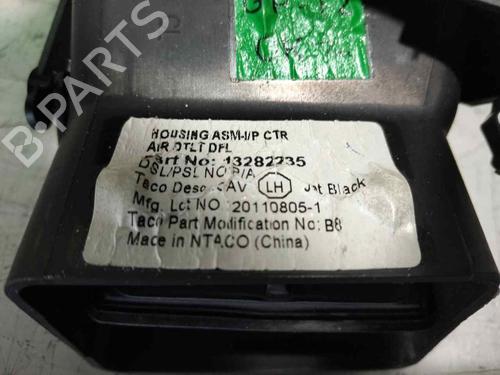 HOUSING ASM-I/P CTR
AIR OTLT DFL
Part No: 13282235
DSL/PSL NO P/A
Taco Desc: CAV LH Jet Black
Mfg. Lot NO : 20110805-1
Taco Part Modification No: B8
Made in NTACO (China)
B-PARTS